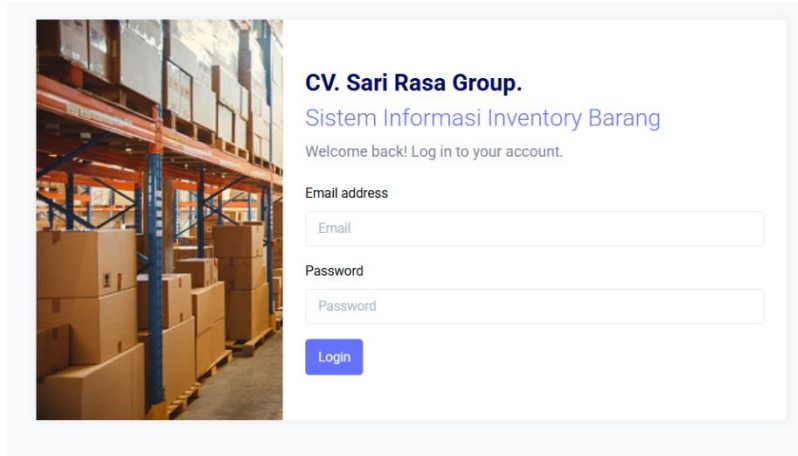 CV. Sari Rasa Group.
Sistem Informasi Inventory Barang
Welcome back! Log in to your account.
Email address
Email
Password
Password
Login